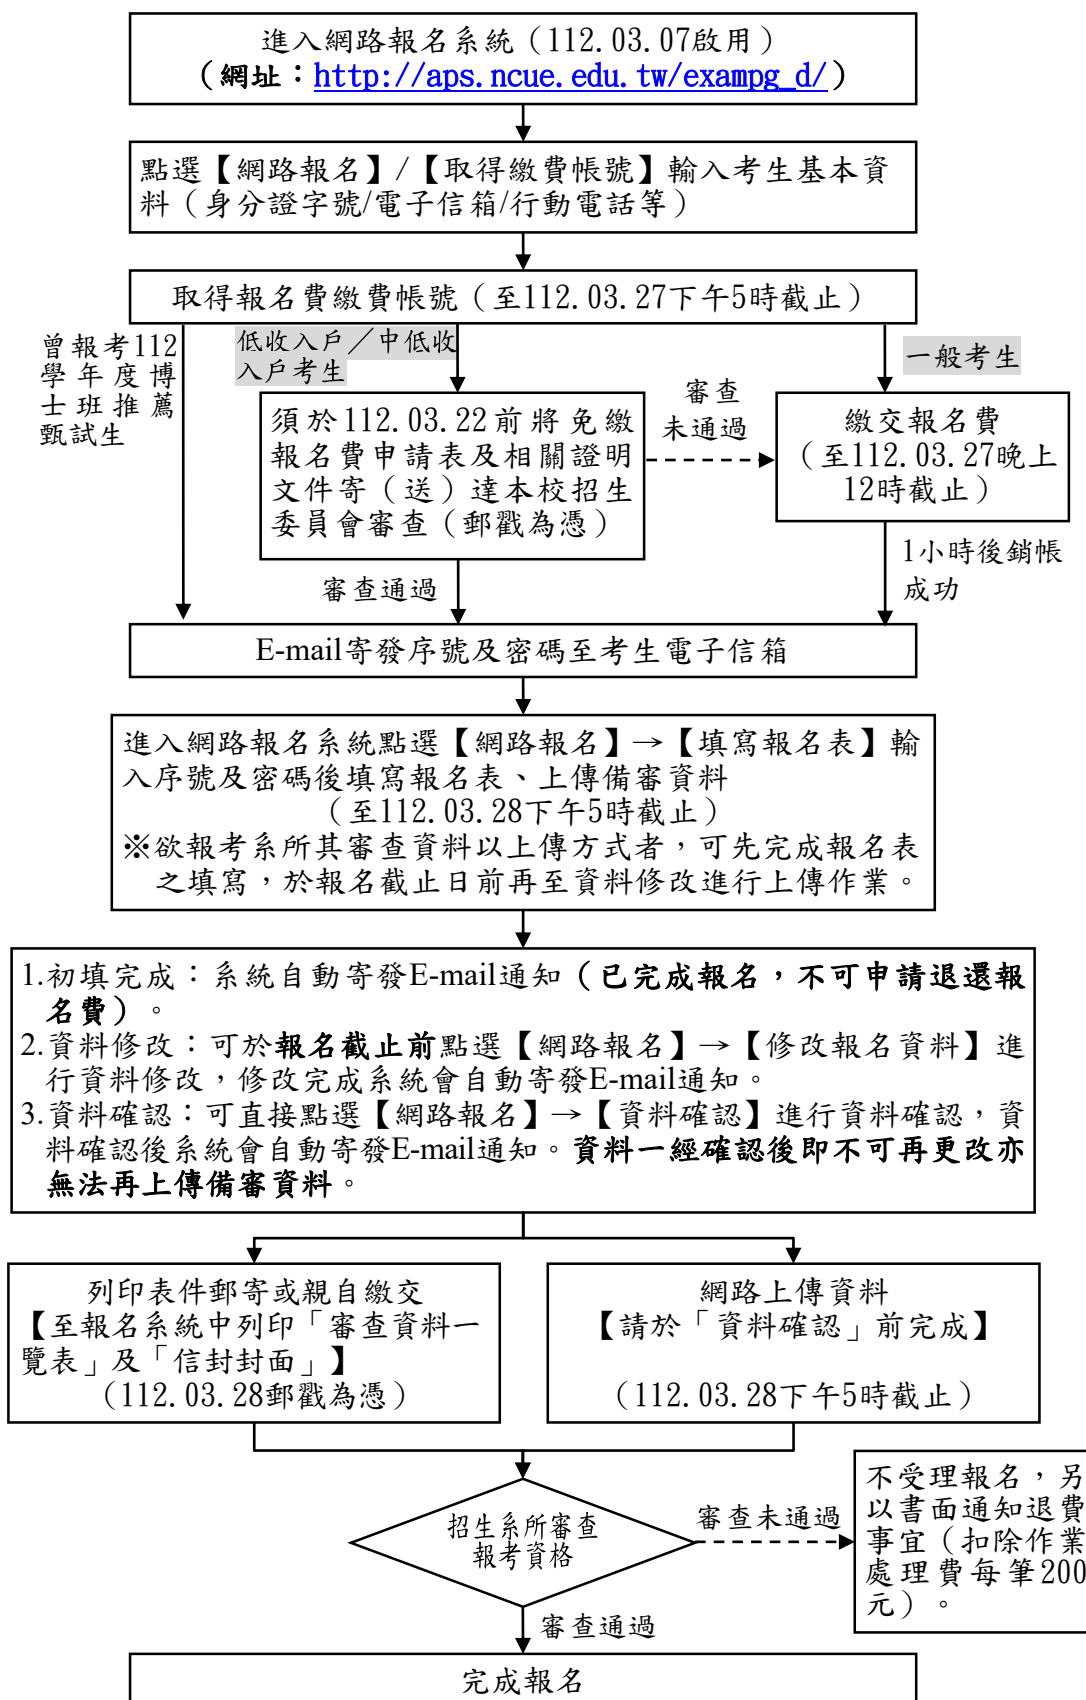 進入網路報名系統（112.03.07啟用）
（網址：http://aps.ncue.edu.tw/exampg_d/）
點選【網路報名】/【取得繳費帳號】輸入考生基本資
料（身分證字號/電子信箱/行動電話等）
取得報名費繳費帳號（至112.03.27下午5時截止）
曾報考112
學年度博
士班推薦
甄試生
低收入戶／中低收
入戶考生
一般考生
須於112.03.22前將免繳
報名費申請表及相關證明
文件寄（送）達本校招生
委員會審查（郵戳為憑）
審查
未通過
繳交報名費
（至112.03.27晚上
12時截止）
審查通過
1小時後銷帳
成功
E-mail寄發序號及密碼至考生電子信箱
進入網路報名系統點選【網路報名】→【填寫報名表】輸
入序號及密碼後填寫報名表、上傳備審資料
（至112.03.28下午5時截止）
※欲報考系所其審查資料以上傳方式者，可先完成報名表
之填寫，於報名截止日前再至資料修改進行上傳作業。
1.初填完成：系統自動寄發E-mail通知（已完成報名，不可申請退還報
名費）。
2.資料修改：可於報名截止前點選【網路報名】→【修改報名資料】進
行資料修改，修改完成系統會自動寄發E-mail通知。
3.資料確認：可直接點選【網路報名】→【資料確認】進行資料確認，資
料確認後系統會自動寄發E-mail通知。資料一經確認後即不可再更改亦
無法再上傳備審資料。
列印表件郵寄或親自繳交
【至報名系統中列印「審查資料一
覽表」及「信封封面」】
（112.03.28郵戳為憑）
網路上傳資料
【請於「資料確認」前完成】
（112.03.28下午5時截止）
招生系所審查
報考資格
審查未通過
不受理報名，另
以書面通知退費
事宜（扣除作業
處理費每筆200
元）。
審查通過
完成報名